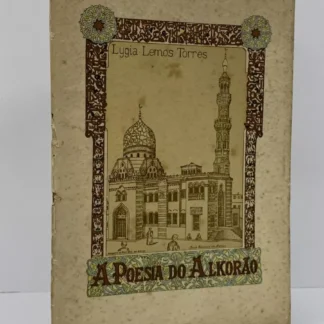 Lygia Lemos Torres
A POESIA DO ALKORÃO